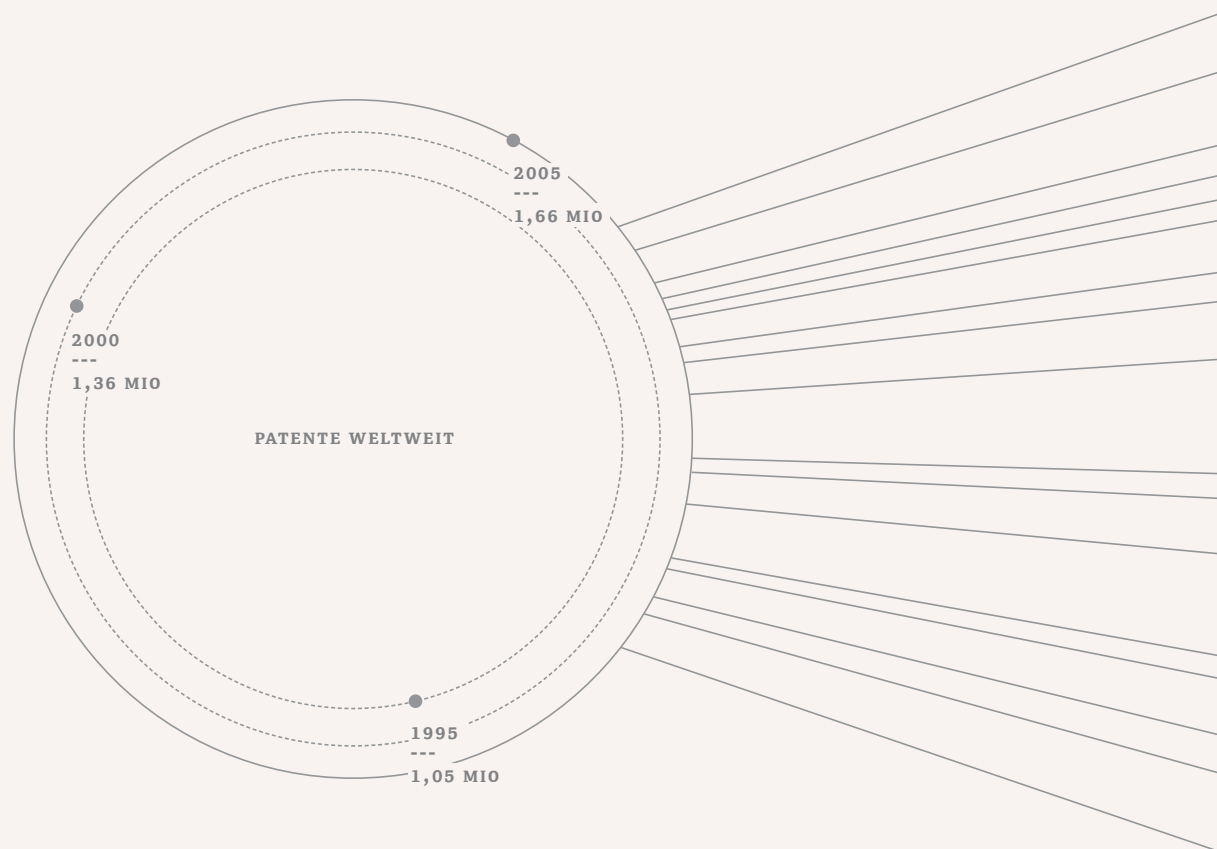 2005
---
1,66 MIO
2000
---
1,36 MIO
PATENTE WELTWEIT
1995
---
1,05 MIO